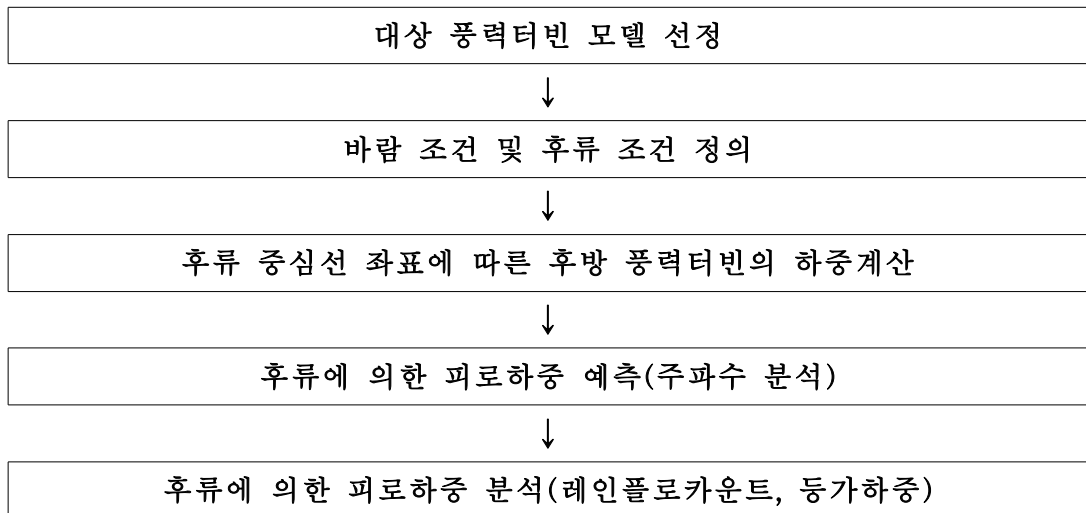 대상 풍력터빈 모델 선정
↓
바람 조건 및 후류 조건 정의
↓
후류 중심선 좌표에 따른 후방 풍력터빈의 하중계산
↓
후류에 의한 피로하중 예측(주파수 분석)
↓
후류에 의한 피로하중 분석(레인플로카운트, 등가하중)